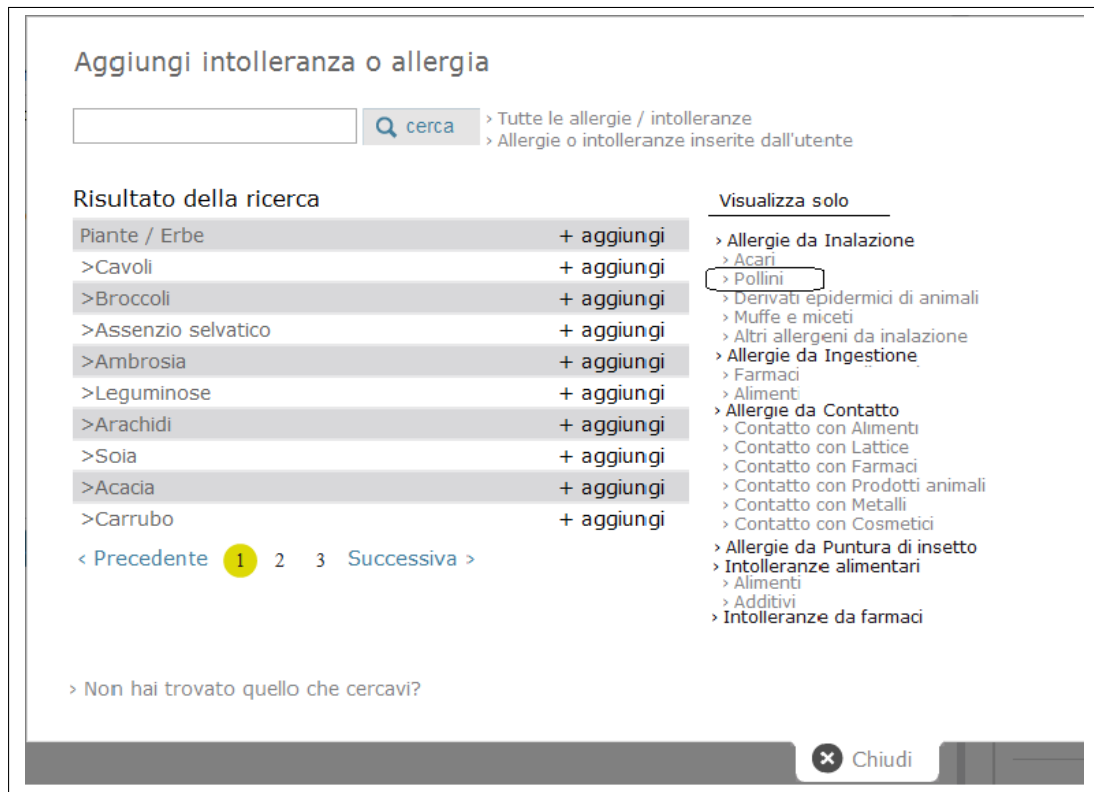 Aggiungi intolleranza o allergia
cerca
› Tutte le allergie / intolleranze
› Allergie o intolleranze inserite dall'utente
Risultato della ricerca
Piante / Erbe + aggiungi
>Cavoli + aggiungi
>Broccoli + aggiungi
>Assenzio selvatico + aggiungi
>Ambrosia + aggiungi
>Leguminose + aggiungi
>Arachidi + aggiungi
>Soia + aggiungi
>Acacia + aggiungi
>Carrubo + aggiungi
‹ Precedente 1 2 3 Successiva ›
Visualizza solo
› Allergie da Inalazione
› Acari
› Pollini
› Derivati epidermici di animali
› Muffe e miceti
› Altri allergeni da inalazione
› Allergie da Ingestione
› Farmaci
› Alimenti
› Allergie da Contatto
› Contatto con Alimenti
› Contatto con Lattice
› Contatto con Farmaci
› Contatto con Prodotti animali
› Contatto con Metalli
› Contatto con Cosmetici
› Allergie da Puntura di insetto
› Intolleranze alimentari
› Alimenti
› Additivi
› Intolleranze da farmaci
› Non hai trovato quello che cercavi?
Chiudi